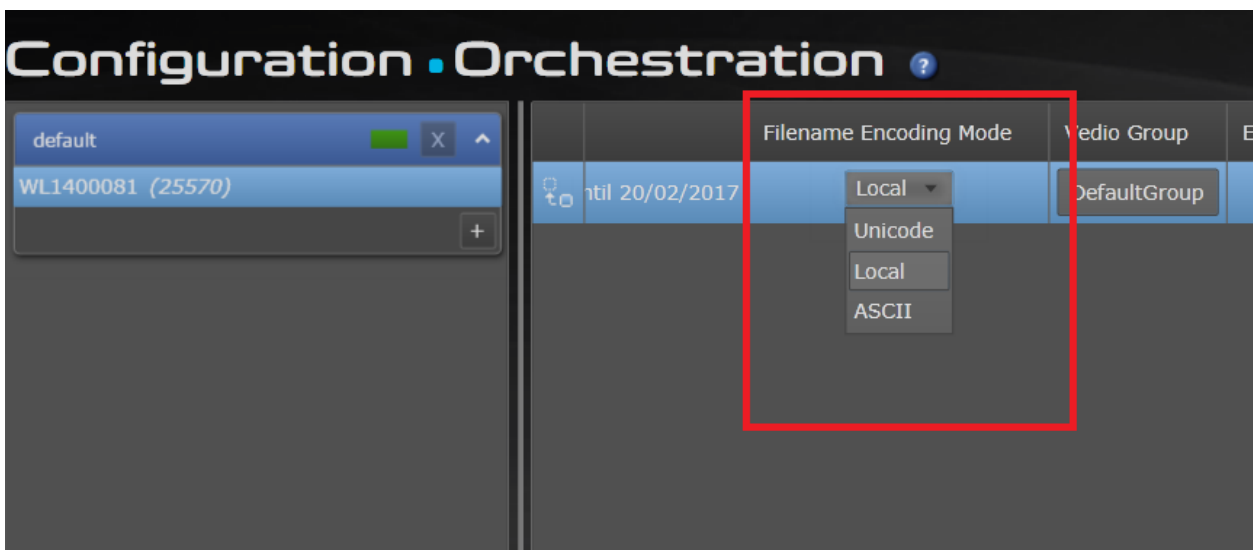 Configuration • Orchestration ?
default X
WL1400081 (25570)
+
Filename Encoding Mode Vedio Group E
ntil 20/02/2017 Local DefaultGroup
Unicode
Local
ASCII